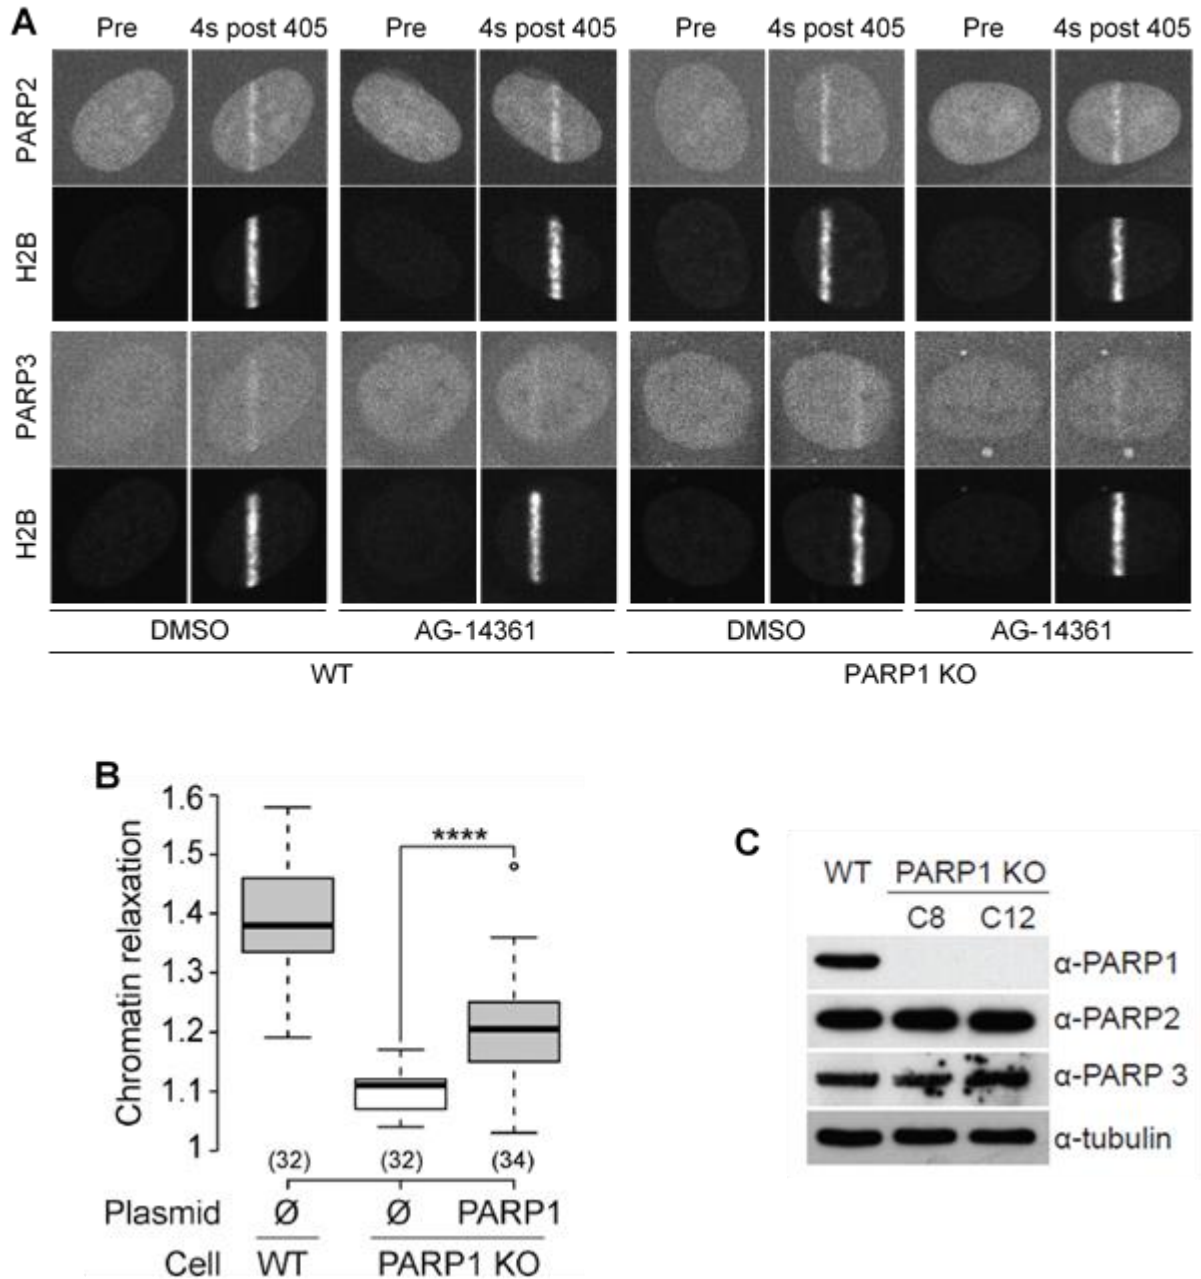 A
Pre 4s post 405 Pre 4s post 405 Pre 4s post 405 Pre 4s post 405
PARP2
H2B
PARP3
H2B
DMSO AG-14361 DMSO AG-14361
WT PARP1 KO
B
Chromatin relaxation
1.6
1.5
1.4
1.3
1.2
1.1
1
****
(32) (32) (34)
Plasmid Ø Ø PARP1
Cell WT PARP1 KO
C
WT PARP1 KO
C8 C12
α-PARP1
α-PARP2
α-PARP 3
α-tubulin